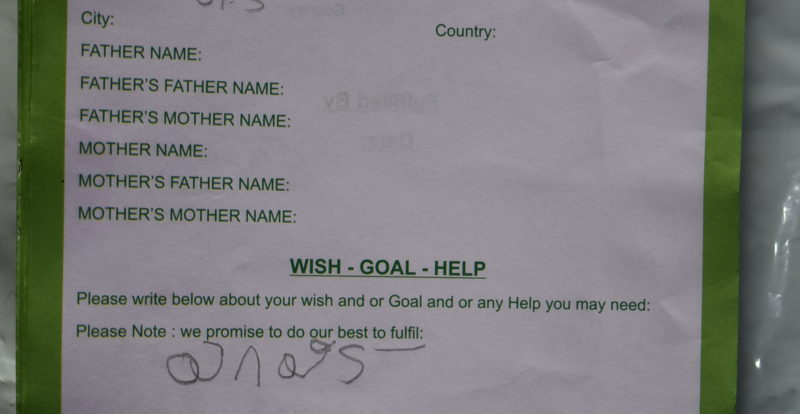 City:
Country:
FATHER NAME:
FATHER'S FATHER NAME:
FATHER'S MOTHER NAME:
MOTHER NAME:
MOTHER'S FATHER NAME:
MOTHER'S MOTHER NAME:
WISH - GOAL - HELP
Please write below about your wish and or Goal and or any Help you may need:
Please Note : we promise to do our best to fulfil: